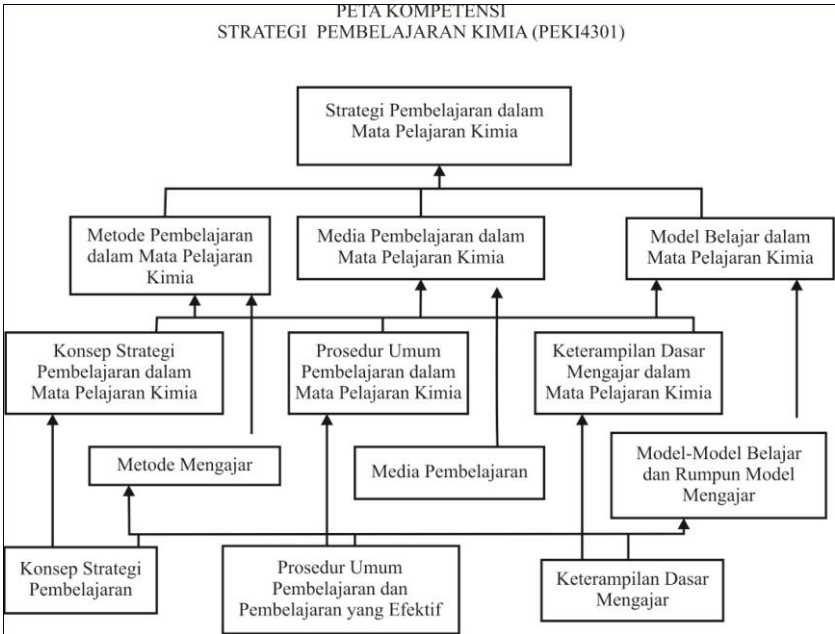 PETA KOMPETENSI
STRATEGI PEMBELAJARAN KIMIA (PEKI4301)
Strategi Pembelajaran dalam
Mata Pelajaran Kimia
Metode Pembelajaran
dalam Mata Pelajaran
Kimia
Media Pembelajaran dalam
Mata Pelajaran Kimia
Model Belajar dalam
Mata Pelajaran Kimia
Konsep Strategi
Pembelajaran dalam
Mata Pelajaran Kimia
Prosedur Umum
Pembelajaran dalam
Mata Pelajaran Kimia
Keterampilan Dasar
Mengajar dalam
Mata Pelajaran Kimia
Metode Mengajar
Media Pembelajaran
Model-Model Belajar
dan Rumpun Model
Mengajar
Konsep Strategi
Pembelajaran
Prosedur Umum
Pembelajaran dan
Pembelajaran yang Efektif
Keterampilan Dasar
Mengajar